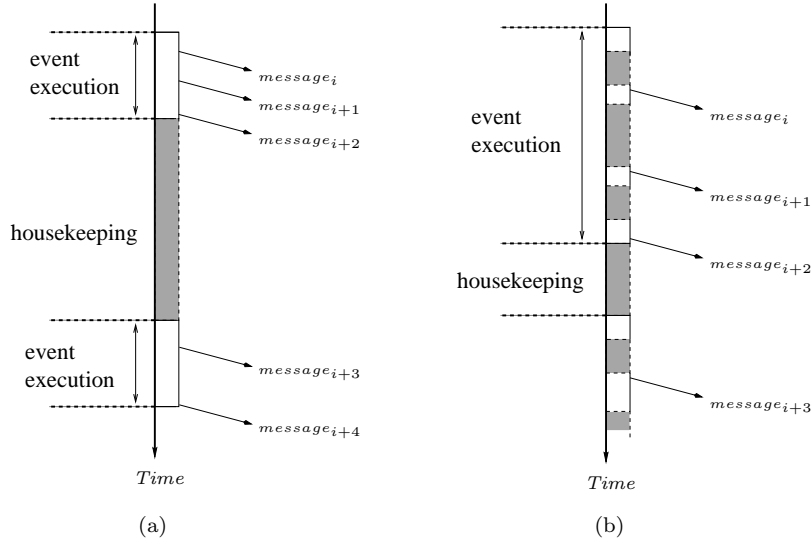 event
execution
message_i
message_{i+1}
message_{i+2}
housekeeping
event
execution
message_{i+3}
message_{i+4}
Time
(a)
event
execution
message_i
message_{i+1}
message_{i+2}
housekeeping
message_{i+3}
Time
(b)